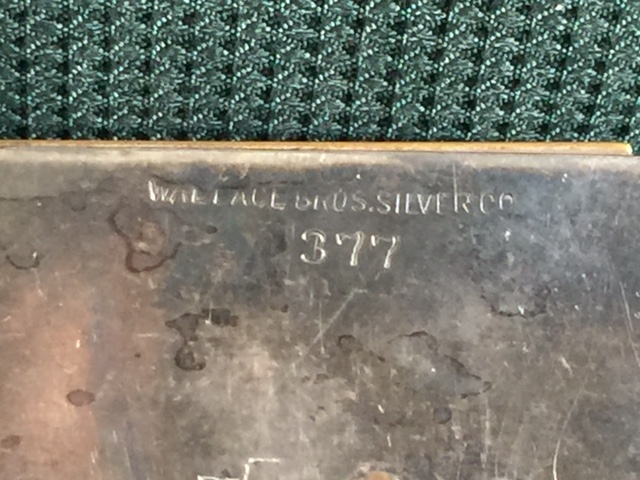 WALLACE BROS. SILVER CO
377